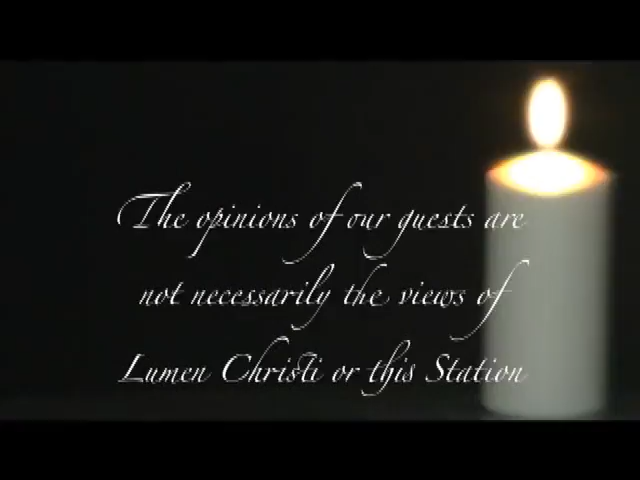 The opinions of our guests are
not necessarily the views of
Lumen Christi or this Station